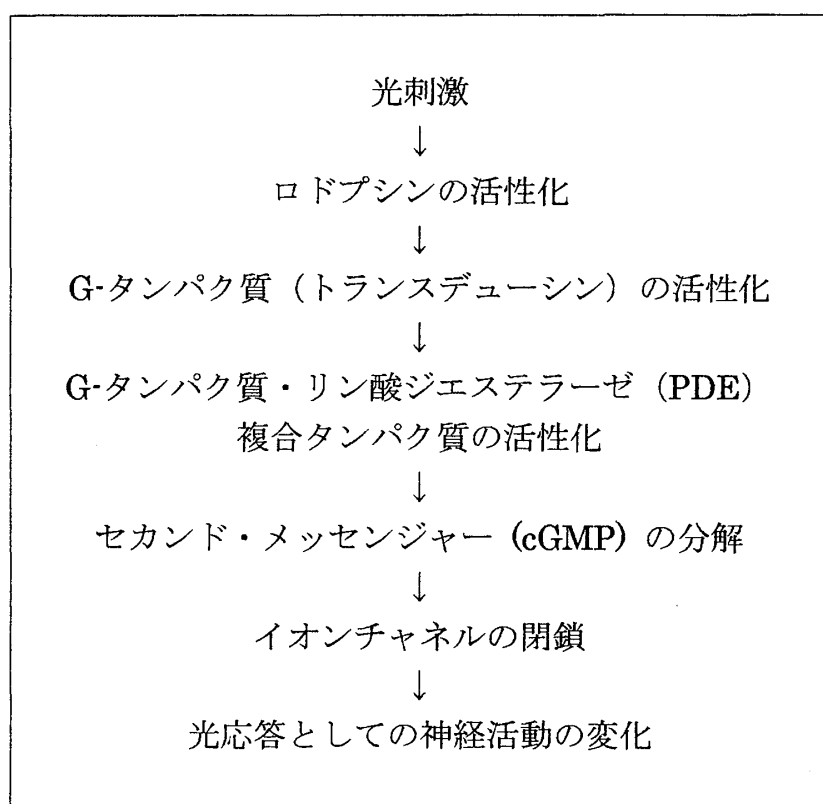 光刺激
↓
ロドプシンの活性化
↓
G-タンパク質（トランスデューシン）の活性化
↓
G-タンパク質・リン酸ジエステラーゼ（PDE）
複合タンパク質の活性化
↓
セカンド・メッセンジャー (cGMP) の分解
↓
イオンチャネルの閉鎖
↓
光応答としての神経活動の変化